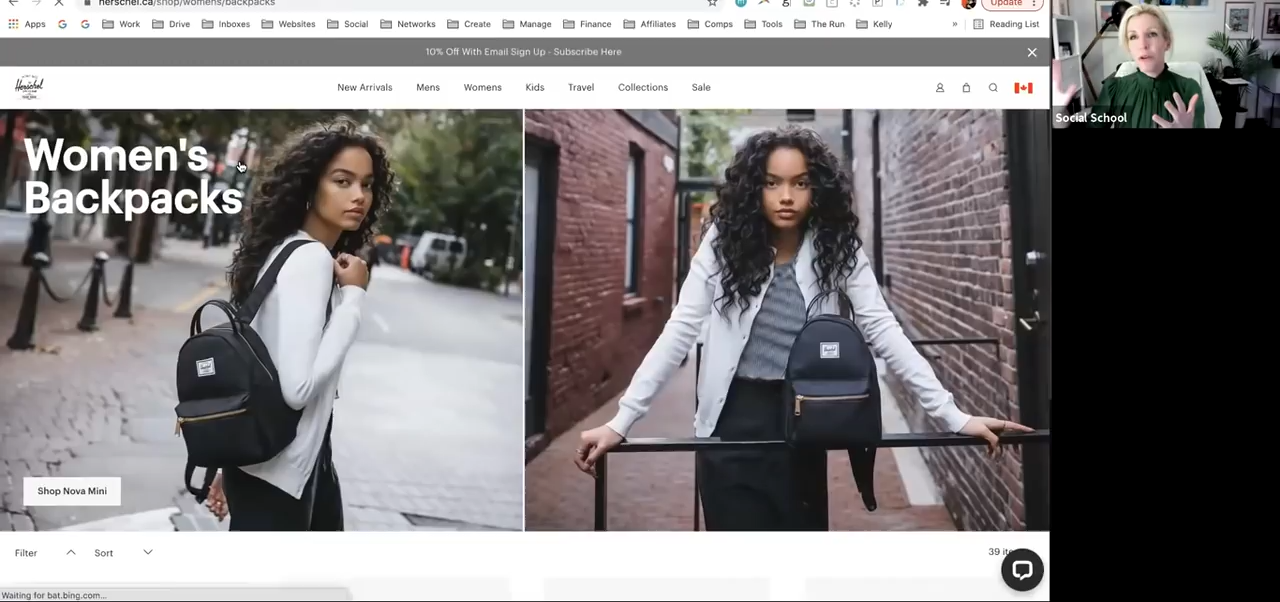 herschel.ca/shop/womens/backpacks
Update
Apps
Work
Drive
Inboxes
Websites
Social
Networks
Create
Manage
Finance
Affiliates
Comps
Tools
The Run
Kelly
»
Reading List
10% Off With Email Sign Up - Subscribe Here
Herschel
New Arrivals
Mens
Womens
Kids
Travel
Collections
Sale
Social School
Women's
Backpacks
Shop Nova Mini
Filter
Sort
39
Waiting for bat.bing.com...